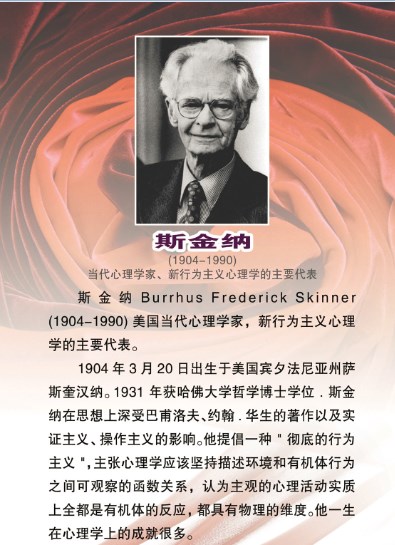 斯金纳
(1904-1990)
当代心理学家、新行为主义心理学的主要代表
斯金纳 Burrhus Frederick Skinner
(1904-1990) 美国当代心理学家，新行为主义心理
学的主要代表。
1904 年 3 月 20 日出生于美国宾夕法尼亚州萨
斯奎汉纳。1931 年获哈佛大学哲学博士学位 . 斯金
纳在思想上深受巴甫洛夫、约翰 . 华生的著作以及实
证主义、操作主义的影响。他提倡一种 " 彻底的行为
主义 "，主张心理学应该坚持描述环境和有机体行为
之间可观察的函数关系，认为主观的心理活动实质
上全都是有机体的反应，都具有物理的维度。他一生
在心理学上的成就很多。